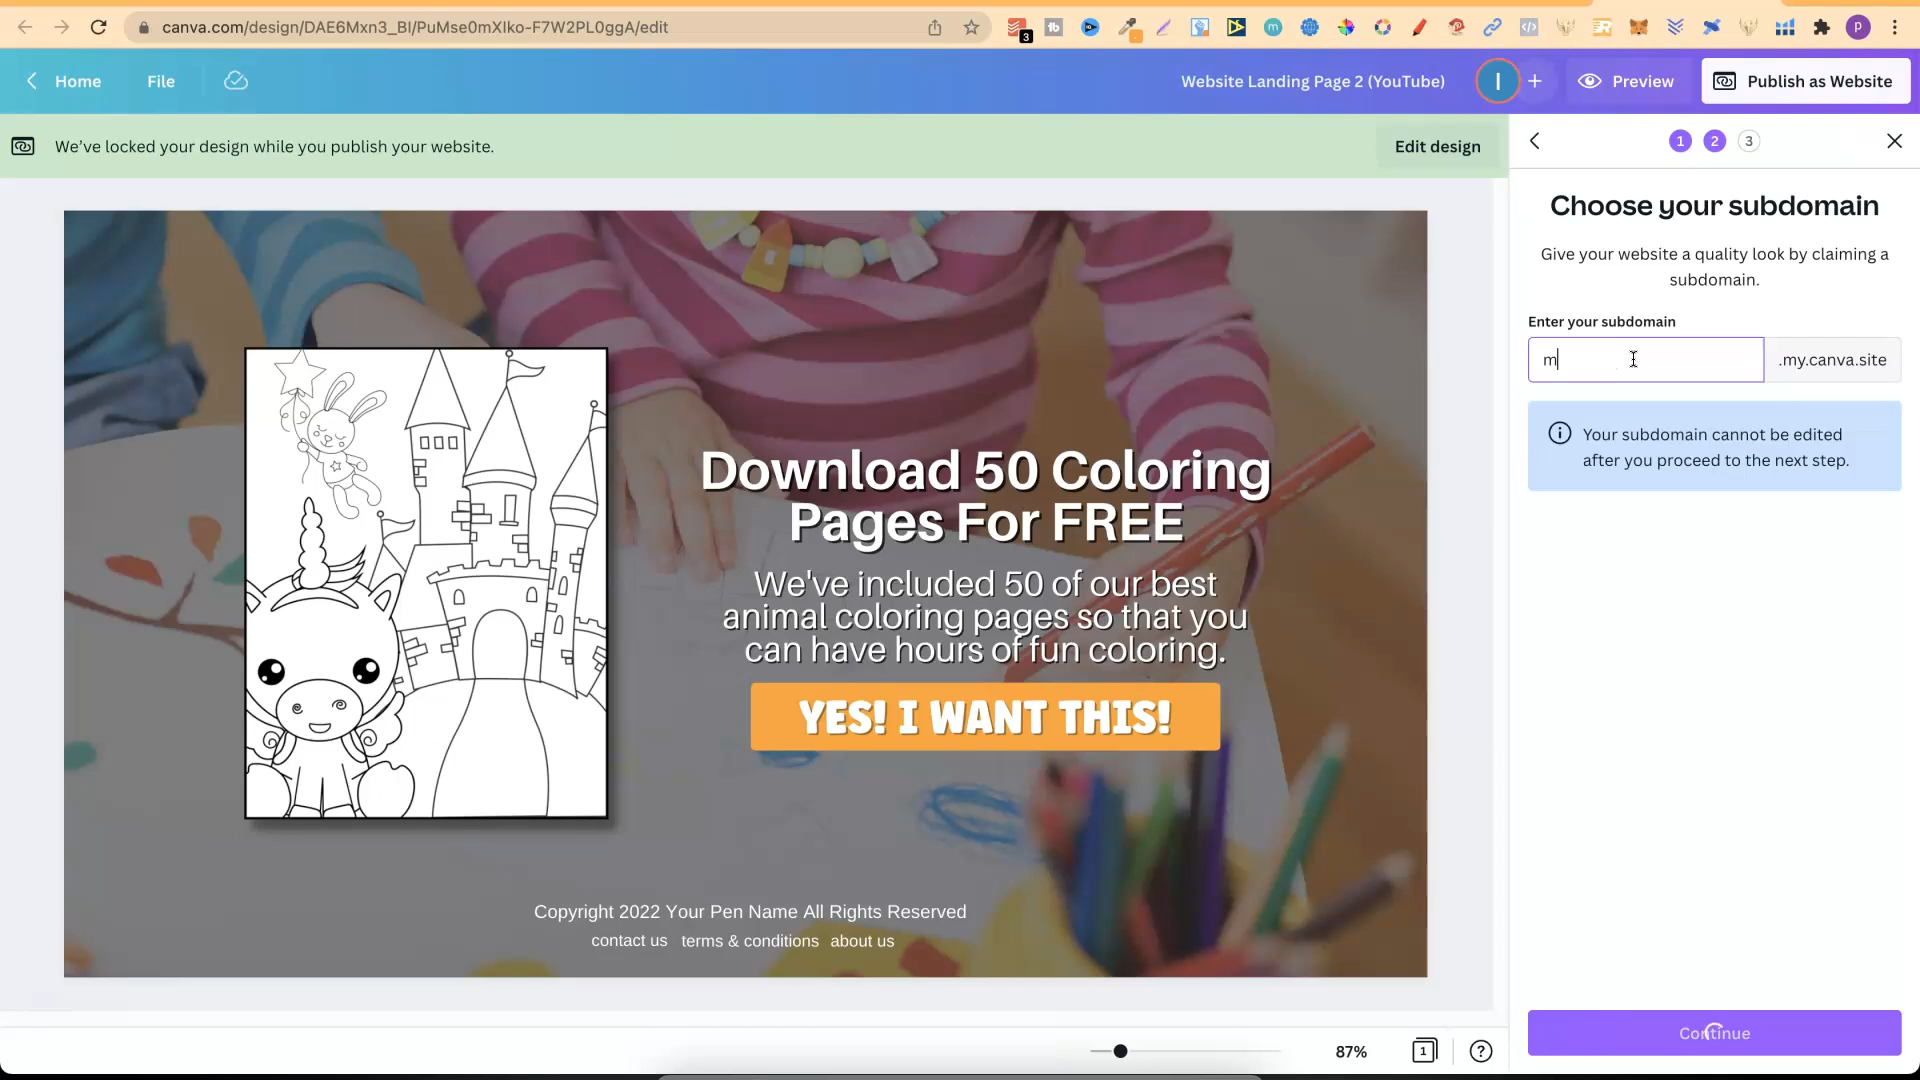 canva.com/design/DAE6Mxn3_BI/PuMse0mXIko-F7W2PL0ggA/edit
3
Home
File
Website Landing Page 2 (YouTube)
I
+
Preview
Publish as Website
We've locked your design while you publish your website.
Edit design
1
2
3
Choose your subdomain
Give your website a quality look by claiming a
subdomain.
Enter your subdomain
m
.my.canva.site
Your subdomain cannot be edited
after you proceed to the next step.
Download 50 Coloring
Pages For FREE
We've included 50 of our best
animal coloring pages so that you
can have hours of fun coloring.
YES! I WANT THIS!
Copyright 2022 Your Pen Name All Rights Reserved
contact us terms & conditions about us
87%
1
?
Continue